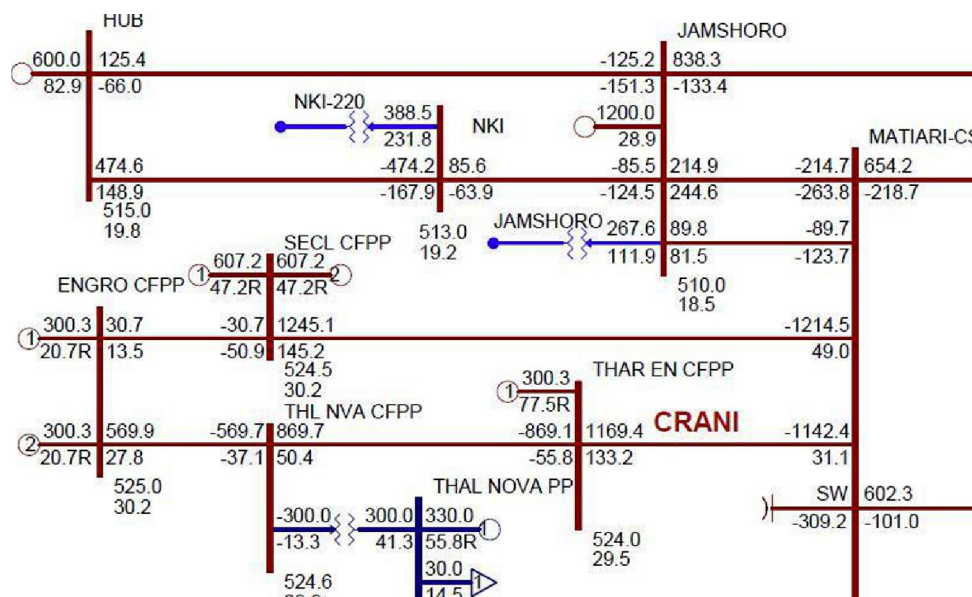 HUB
600.0 125.4
82.9 -66.0
JAMSHORO
-125.2 838.3
-151.3 -133.4
NKI-220
388.5
231.8
NKI
1200.0
28.9
MATIARI-CS
474.6
148.9
515.0
19.8
-474.2 85.6
-167.9 -63.9
513.0
19.2
-85.5 214.9
-124.5 244.6
-214.7 654.2
-263.8 -218.7
JAMSHORO
267.6 89.8
111.9 81.5
510.0
18.5
-89.7
-123.7
SECL CFPP
1 607.2 607.2 2
47.2R 47.2R
ENGRO CFPP
1 300.3 30.7
20.7R 13.5
-30.7 1245.1
-50.9 145.2
524.5
30.2
-1214.5
49.0
THAR EN CFPP
1 300.3
77.5R
THL NVA CFPP
2 300.3 569.9
20.7R 27.8
525.0
30.2
-569.7 869.7
-37.1 50.4
-869.1 1169.4
-55.8 133.2
CRANI
-1142.4
31.1
THAL NOVA PP
-300.0
-13.3
300.0 330.0 1
41.3 55.8R
30.0 1
14.5
524.0
29.5
524.6
SW 602.3
-309.2 -101.0